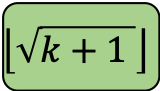 ⌊√(k + 1)⌋